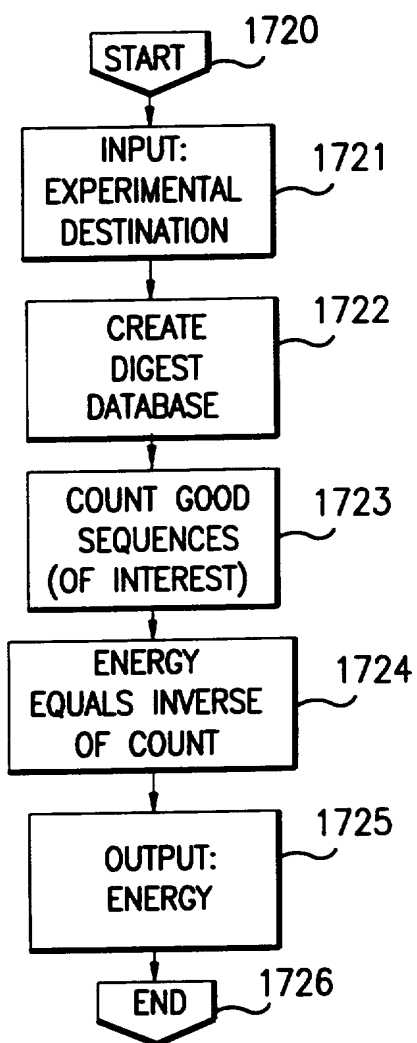 START
1720
INPUT:
EXPERIMENTAL
DESTINATION
1721
CREATE
DIGEST
DATABASE
1722
COUNT GOOD
SEQUENCES
(OF INTEREST)
1723
ENERGY
EQUALS INVERSE
OF COUNT
1724
OUTPUT:
ENERGY
1725
END
1726